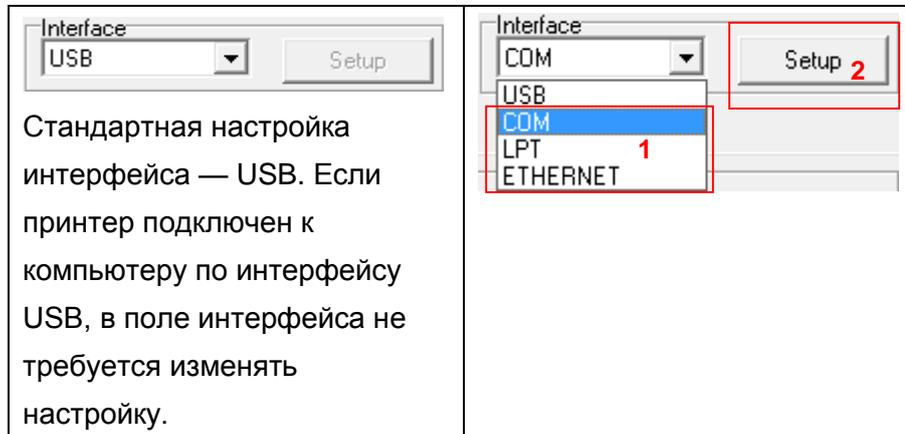 Interface
USB
Setup
Стандартная настройка
интерфейса — USB. Если
принтер подключен к
компьютеру по интерфейсу
USB, в поле интерфейса не
требуется изменять
настройку.
Interface
COM
Setup 2
USB
COM
LPT 1
ETHERNET